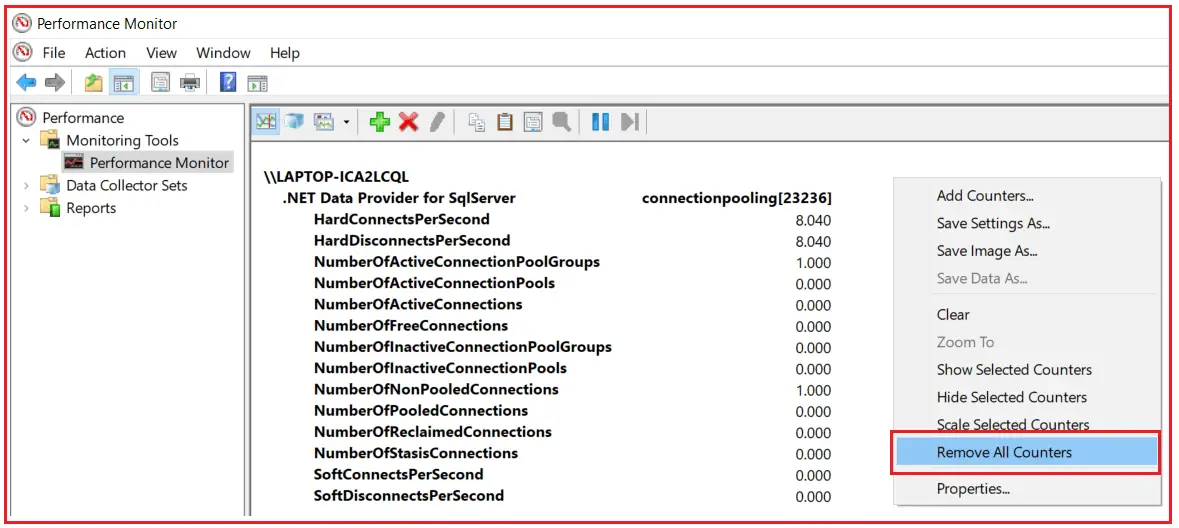 Performance Monitor
File Action View Window Help
Performance
Monitoring Tools
Performance Monitor
Data Collector Sets
Reports
\\LAPTOP-ICA2LCQL
.NET Data Provider for SqlServer connectionpooling[23236]
HardConnectsPerSecond 8.040
HardDisconnectsPerSecond 8.040
NumberOfActiveConnectionPoolGroups 1.000
NumberOfActiveConnectionPools 0.000
NumberOfActiveConnections 0.000
NumberOfFreeConnections 0.000
NumberOfInactiveConnectionPoolGroups 0.000
NumberOfInactiveConnectionPools 0.000
NumberOfNonPooledConnections 1.000
NumberOfPooledConnections 0.000
NumberOfReclaimedConnections 0.000
NumberOfStasisConnections 0.000
SoftConnectsPerSecond 0.000
SoftDisconnectsPerSecond 0.000
Add Counters...
Save Settings As...
Save Image As...
Save Data As...
Clear
Zoom To
Show Selected Counters
Hide Selected Counters
Scale Selected Counters
Remove All Counters
Properties...